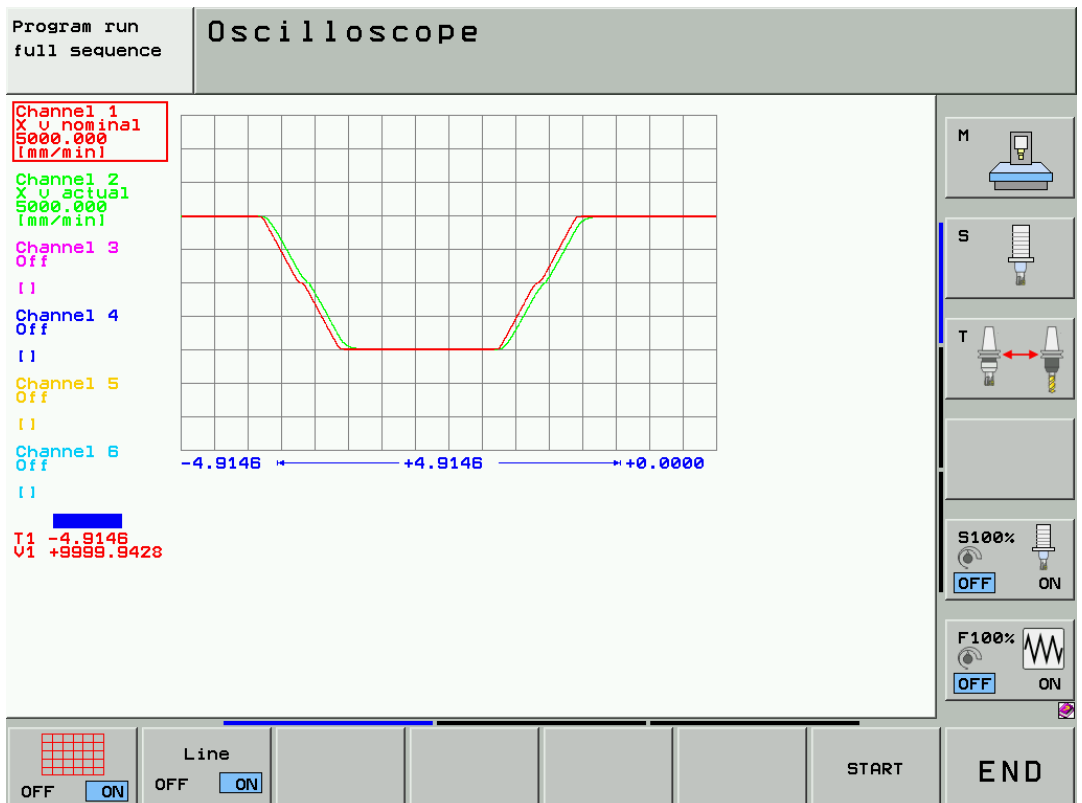 Program run
full sequence
Oscilloscope
Channel 1
X v nominal
5000.000
[mm/min]
Channel 2
X v actual
5000.000
[mm/min]
Channel 3
Off
[]
Channel 4
Off
[]
Channel 5
Off
[]
Channel 6
Off
[]
T1 -4.9146
V1 +9999.9428
-4.9146 +4.9146 +0.0000
M
S
T
S100%
OFF ON
F100%
OFF ON
OFF ON
Line
OFF ON
START
END